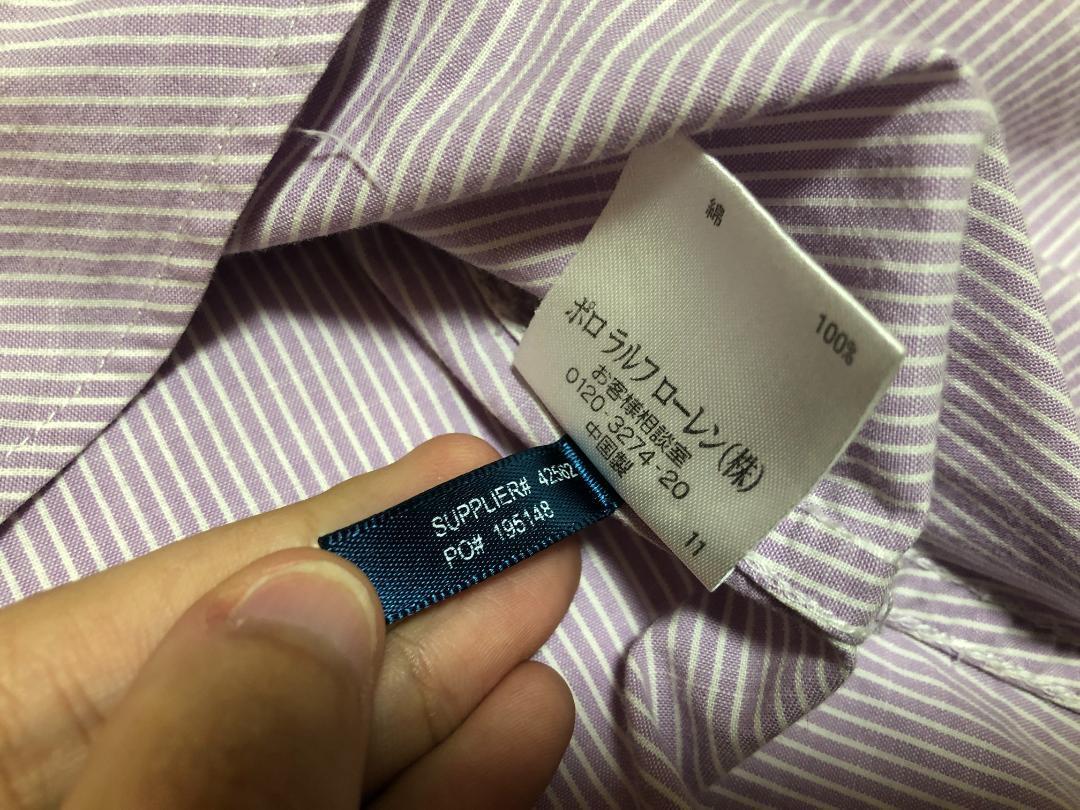 綿 100%
ポロ ラルフ ローレン(株)
お客様相談室
0120-3274-20
中国製
11
SUPPLIER# 42562
PO# 195148